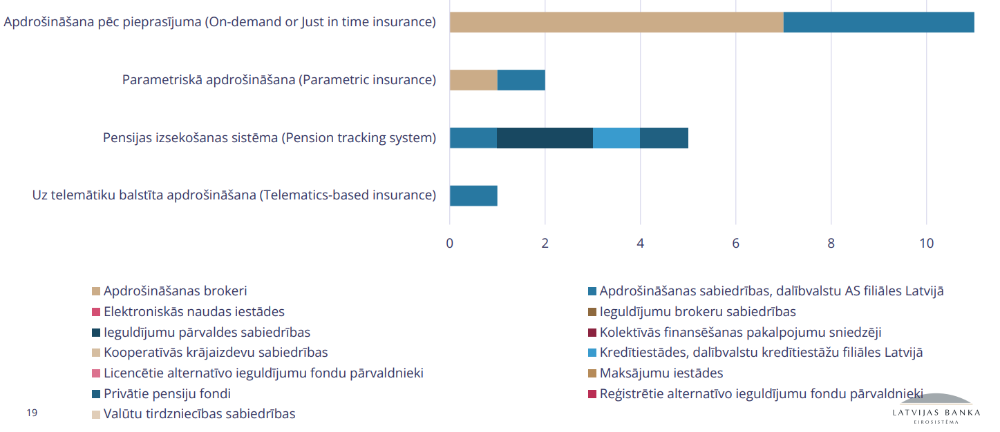 Apdrošināšana pēc pieprasījuma (On-demand or Just in time insurance)
Parametriskā apdrošināšana (Parametric insurance)
Pensijas izsekošanas sistēma (Pension tracking system)
Uz telemātiku balstīta apdrošināšana (Telematics-based insurance)
0 2 4 6 8 10
Apdrošināšanas brokeri
Apdrošināšanas sabiedrības, dalībvalstu AS filiāles Latvijā
Elektroniskās naudas iestādes
Ieguldījumu brokeru sabiedrības
Ieguldījumu pārvaldes sabiedrības
Kolektīvās finansēšanas pakalpojumu sniedzēji
Kooperatīvās krājaizdevu sabiedrības
Kredītiestādes, dalībvalstu kredītiestāžu filiāles Latvijā
Licencētie alternatīvo ieguldījumu fondu pārvaldnieki
Maksājumu iestādes
Privātie pensiju fondi
Reģistrētie alternatīvo ieguldījumu fondu pārvaldnieki
Valūtu tirdzniecības sabiedrības
19
LATVIJAS BANKA
EIROSISTĒMA